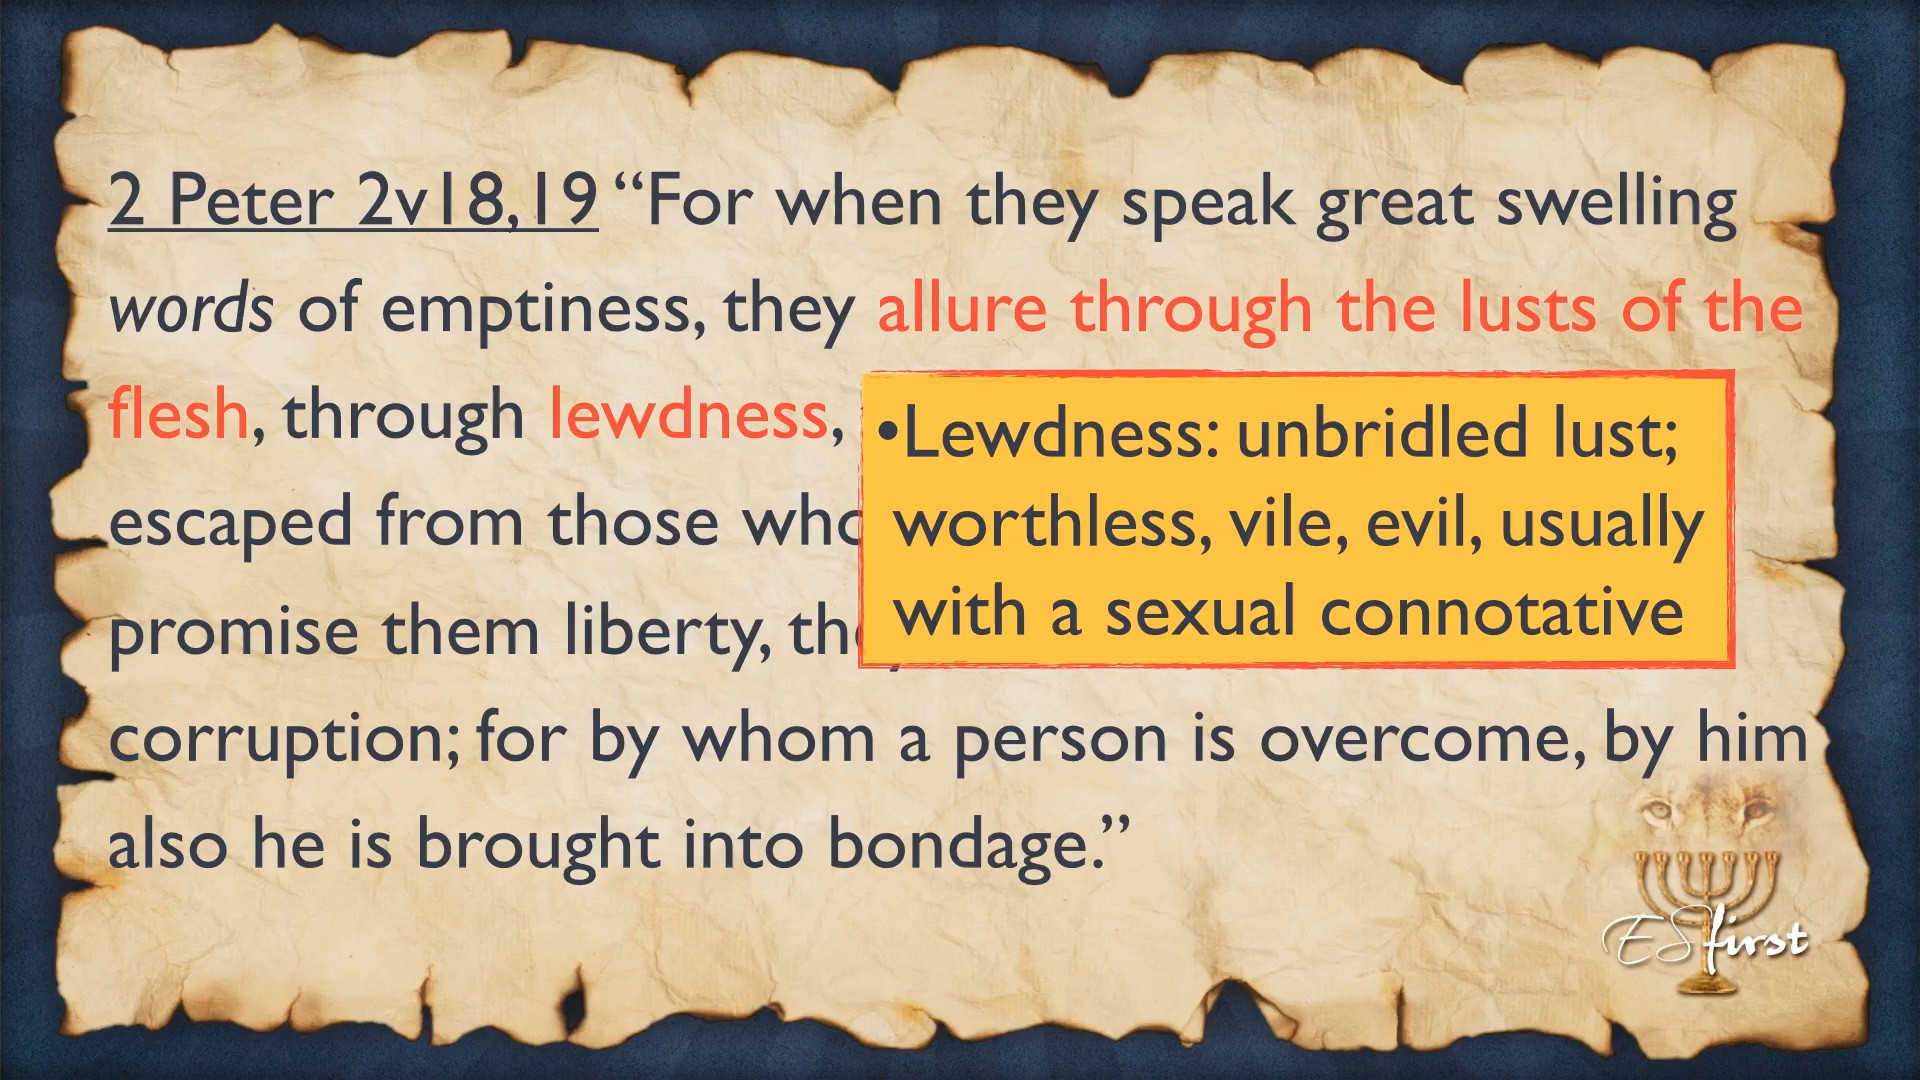 2 Peter 2v18,19 “For when they speak great swelling
words of emptiness, they allure through the lusts of the
flesh, through lewdness,
escaped from those who
promise them liberty,
corruption; for by whom a person is overcome, by him
also he is brought into bondage.”
•Lewdness: unbridled lust;
worthless, vile, evil, usually
with a sexual connotative
ESfirst